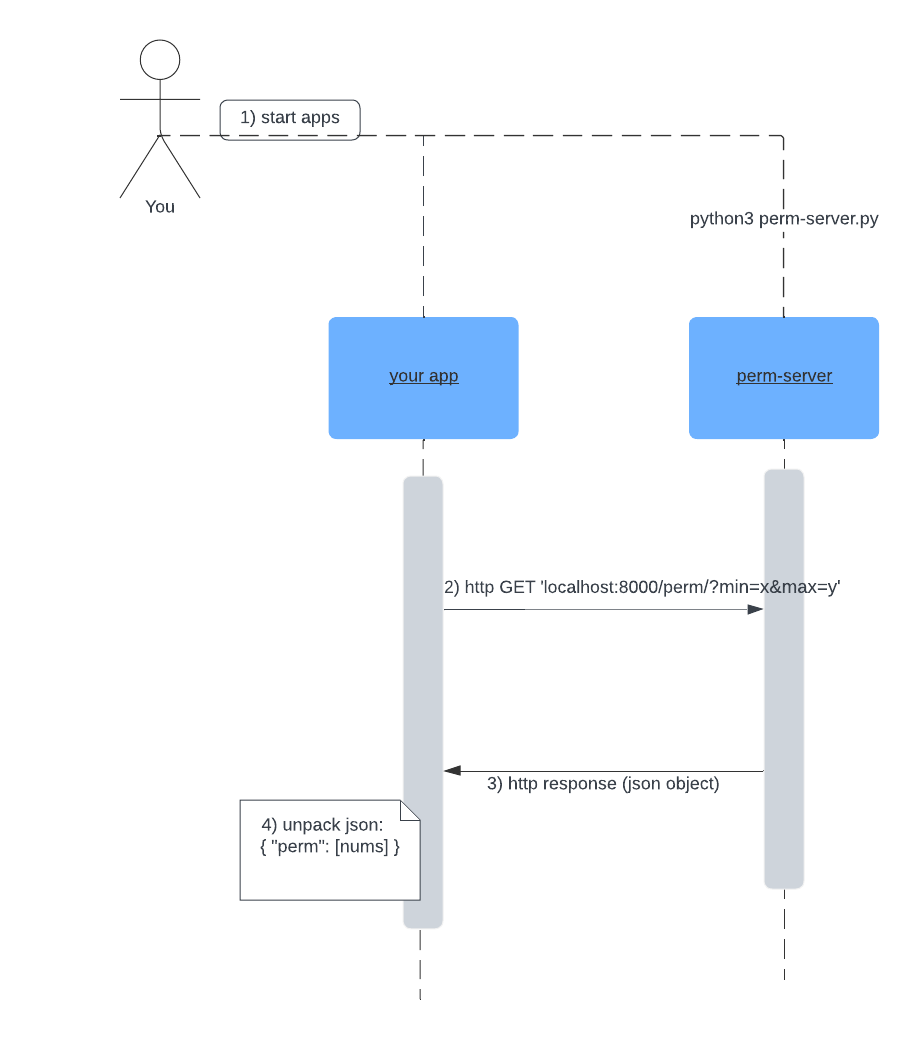 1) start apps
You
python3 perm-server.py
your app
perm-server
2) http GET 'localhost:8000/perm/?min=x&max=y'
3) http response (json object)
4) unpack json:
{ "perm": [nums] }